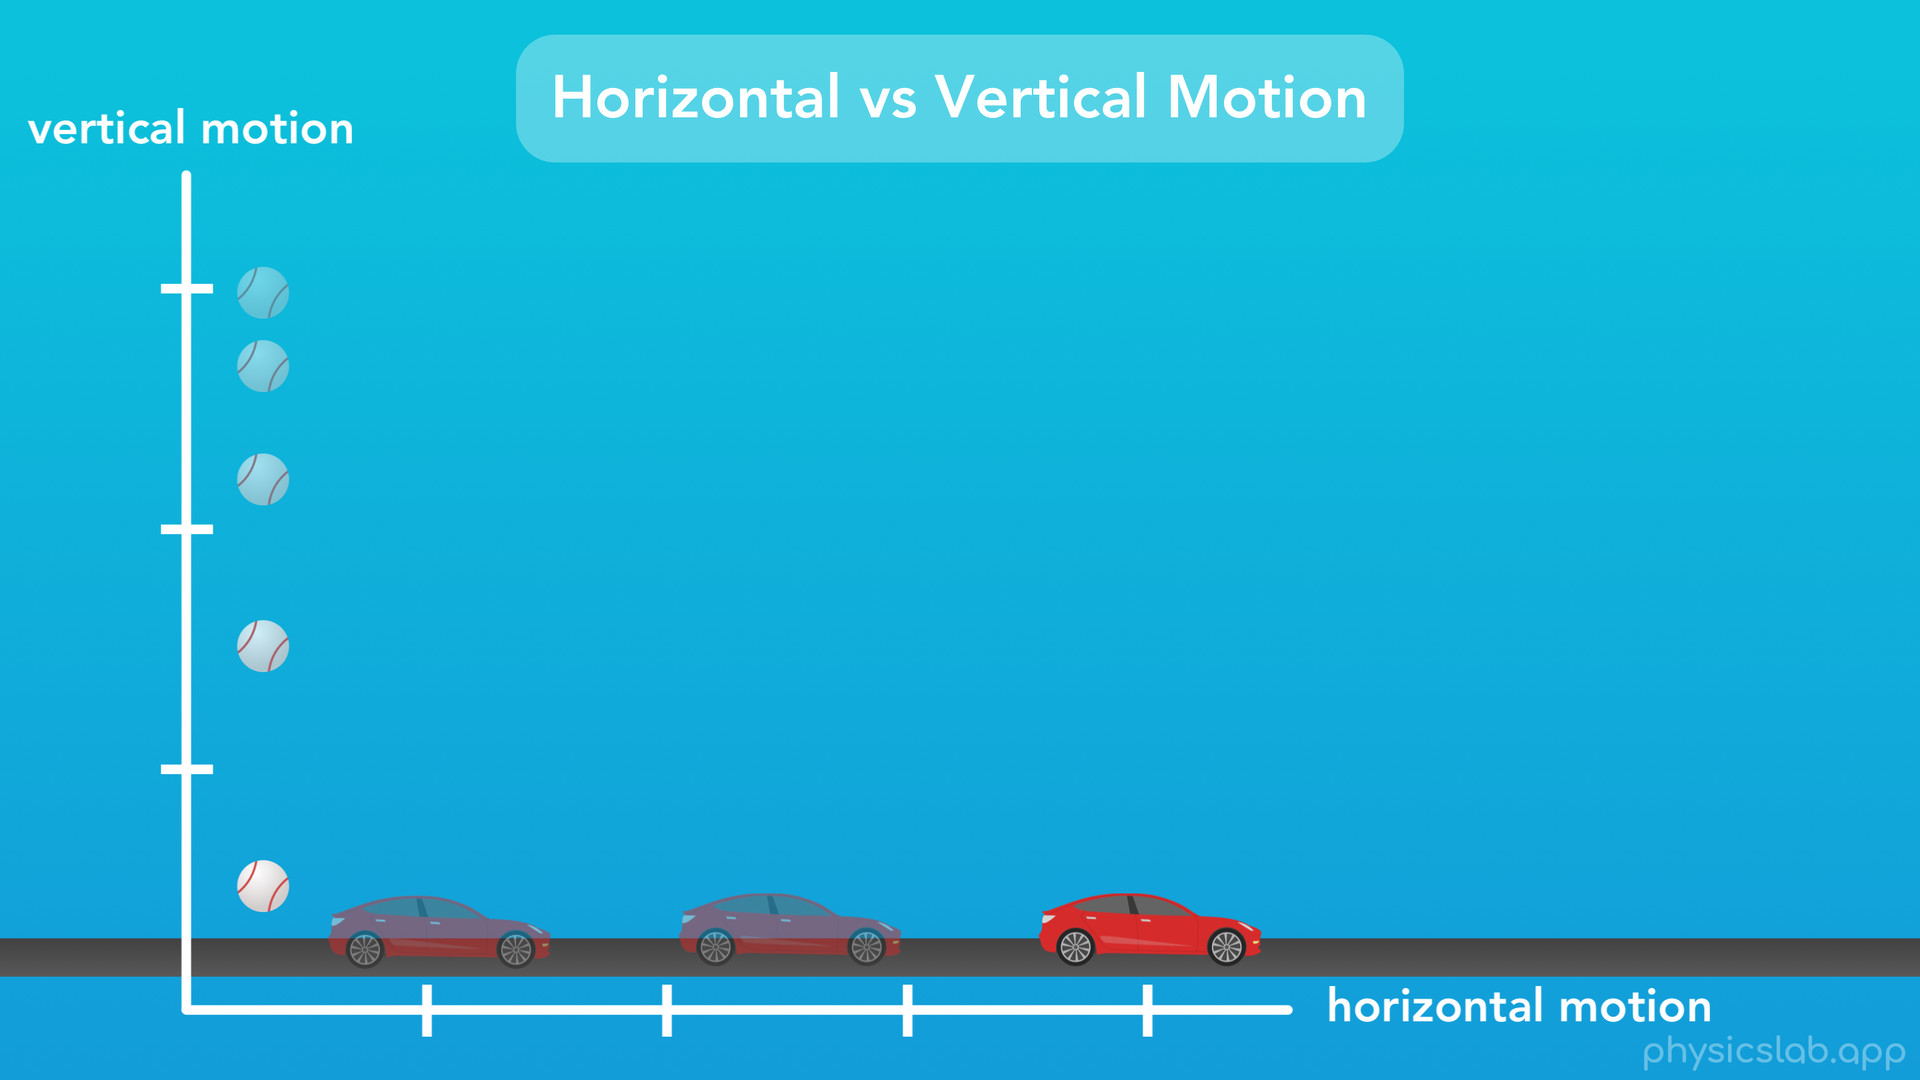 Horizontal vs Vertical Motion
vertical motion
horizontal motion
physicslab.app